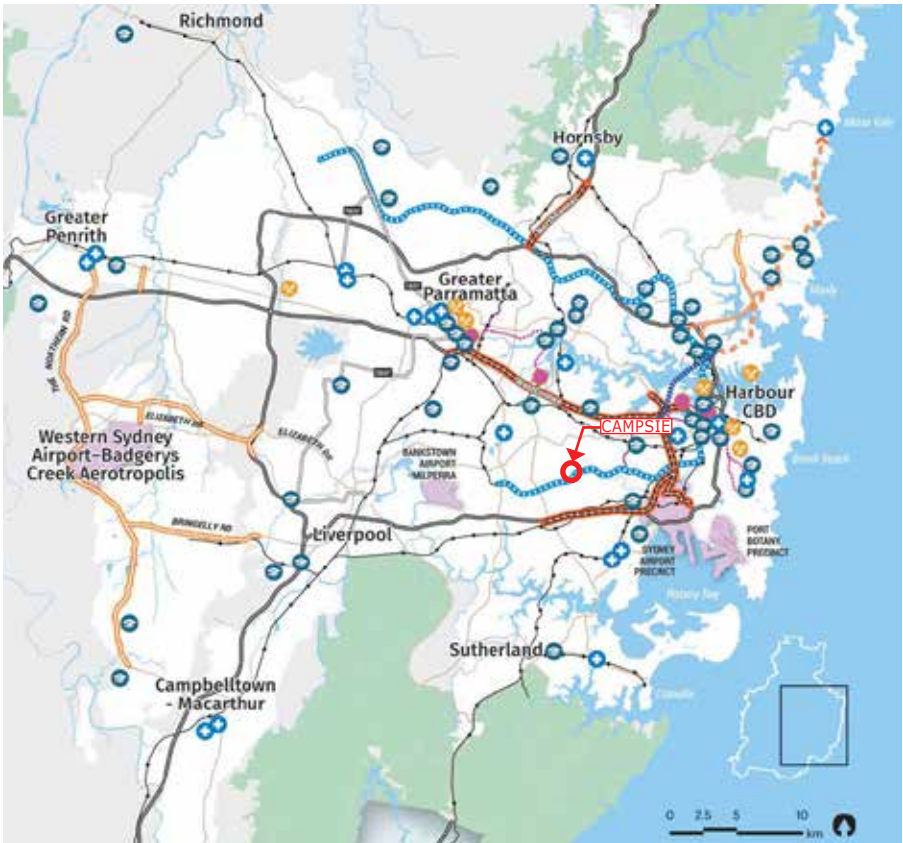 Richmond
Hornsby
Greater
Penrith
Greater
Parramatta
THE NORTHERN RD
Manly
Harbour
CBD
CAMPSIE
ELIZABETH DR
ELIZABETH DR
Western Sydney
Airport–Badgerys
Creek Aerotropolis
BANKSTOWN
AIRPORT
-MILPERRA
BRINGELLY RD
Liverpool
PORT
BOTANY
PRECINCT
SYDNEY
AIRPORT
PRECINCT
Botany Bay
Sutherland
Cronulla
Campbelltown
- Macarthur
0 2.5 5 10
km